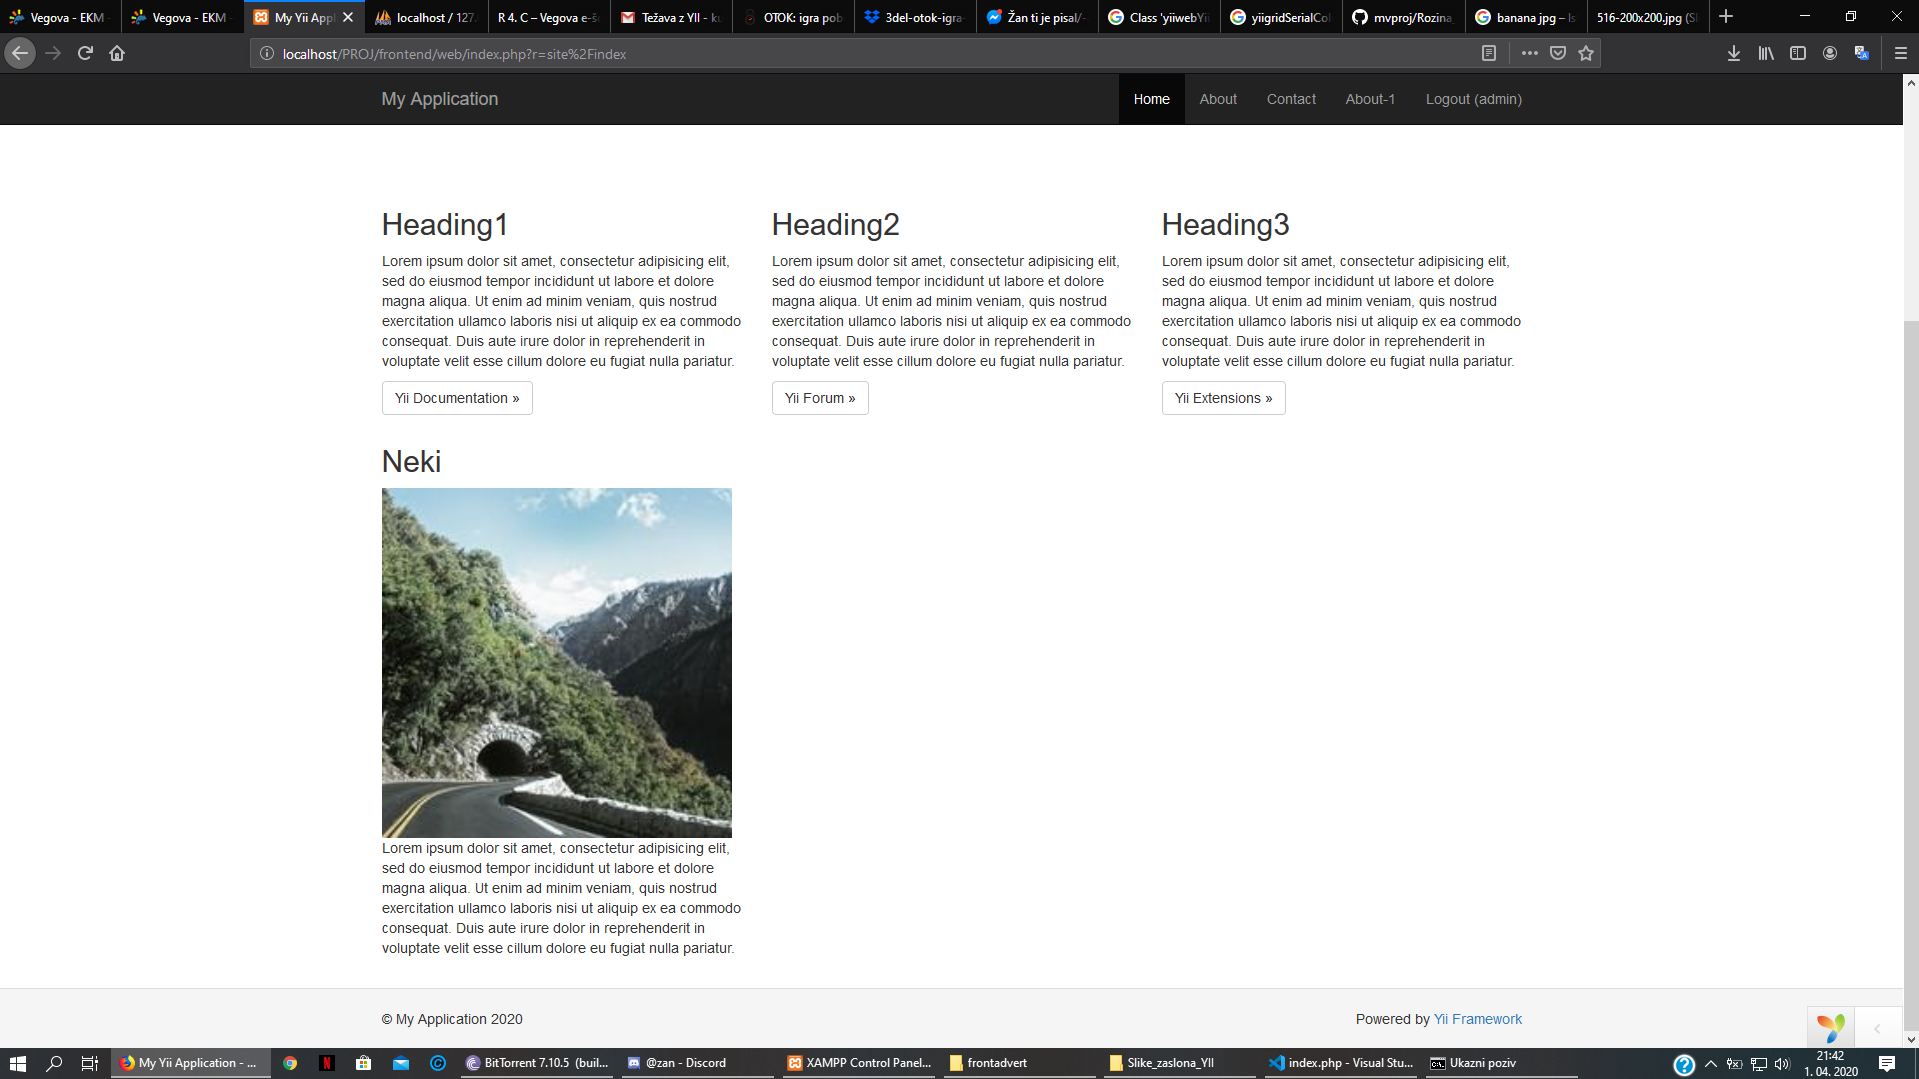 Vegova - EKM
Vegova - EKM
My Yii Appl
localhost / 127
R 4. C – Vegova e-š
Težava z YII - k
OTOK: igra pob
3del-otok-igra-
Žan ti je pisal/-
Class 'yiiwebYi
yiigridSerialCo
mvproj/Rozina_
banana jpg – Is
516-200x200.jpg (S
localhost/PROJ/frontend/web/index.php?r=site%2Findex
My Application
Home
About
Contact
About-1
Logout (admin)
Heading1
Lorem ipsum dolor sit amet, consectetur adipisicing elit,
sed do eiusmod tempor incididunt ut labore et dolore
magna aliqua. Ut enim ad minim veniam, quis nostrud
exercitation ullamco laboris nisi ut aliquip ex ea commodo
consequat. Duis aute irure dolor in reprehenderit in
voluptate velit esse cillum dolore eu fugiat nulla pariatur.
Yii Documentation »
Heading2
Lorem ipsum dolor sit amet, consectetur adipisicing elit,
sed do eiusmod tempor incididunt ut labore et dolore
magna aliqua. Ut enim ad minim veniam, quis nostrud
exercitation ullamco laboris nisi ut aliquip ex ea commodo
consequat. Duis aute irure dolor in reprehenderit in
voluptate velit esse cillum dolore eu fugiat nulla pariatur.
Yii Forum »
Heading3
Lorem ipsum dolor sit amet, consectetur adipisicing elit,
sed do eiusmod tempor incididunt ut labore et dolore
magna aliqua. Ut enim ad minim veniam, quis nostrud
exercitation ullamco laboris nisi ut aliquip ex ea commodo
consequat. Duis aute irure dolor in reprehenderit in
voluptate velit esse cillum dolore eu fugiat nulla pariatur.
Yii Extensions »
Neki
Lorem ipsum dolor sit amet, consectetur adipisicing elit,
sed do eiusmod tempor incididunt ut labore et dolore
magna aliqua. Ut enim ad minim veniam, quis nostrud
exercitation ullamco laboris nisi ut aliquip ex ea commodo
consequat. Duis aute irure dolor in reprehenderit in
voluptate velit esse cillum dolore eu fugiat nulla pariatur.
© My Application 2020
Powered by Yii Framework
My Yii Application - ...
BitTorrent 7.10.5 (buil...
@zan - Discord
XAMPP Control Panel...
frontadvert
Slike_zaslona_YII
index.php - Visual Stu...
Ukazni poziv
21:42
1. 04. 2020